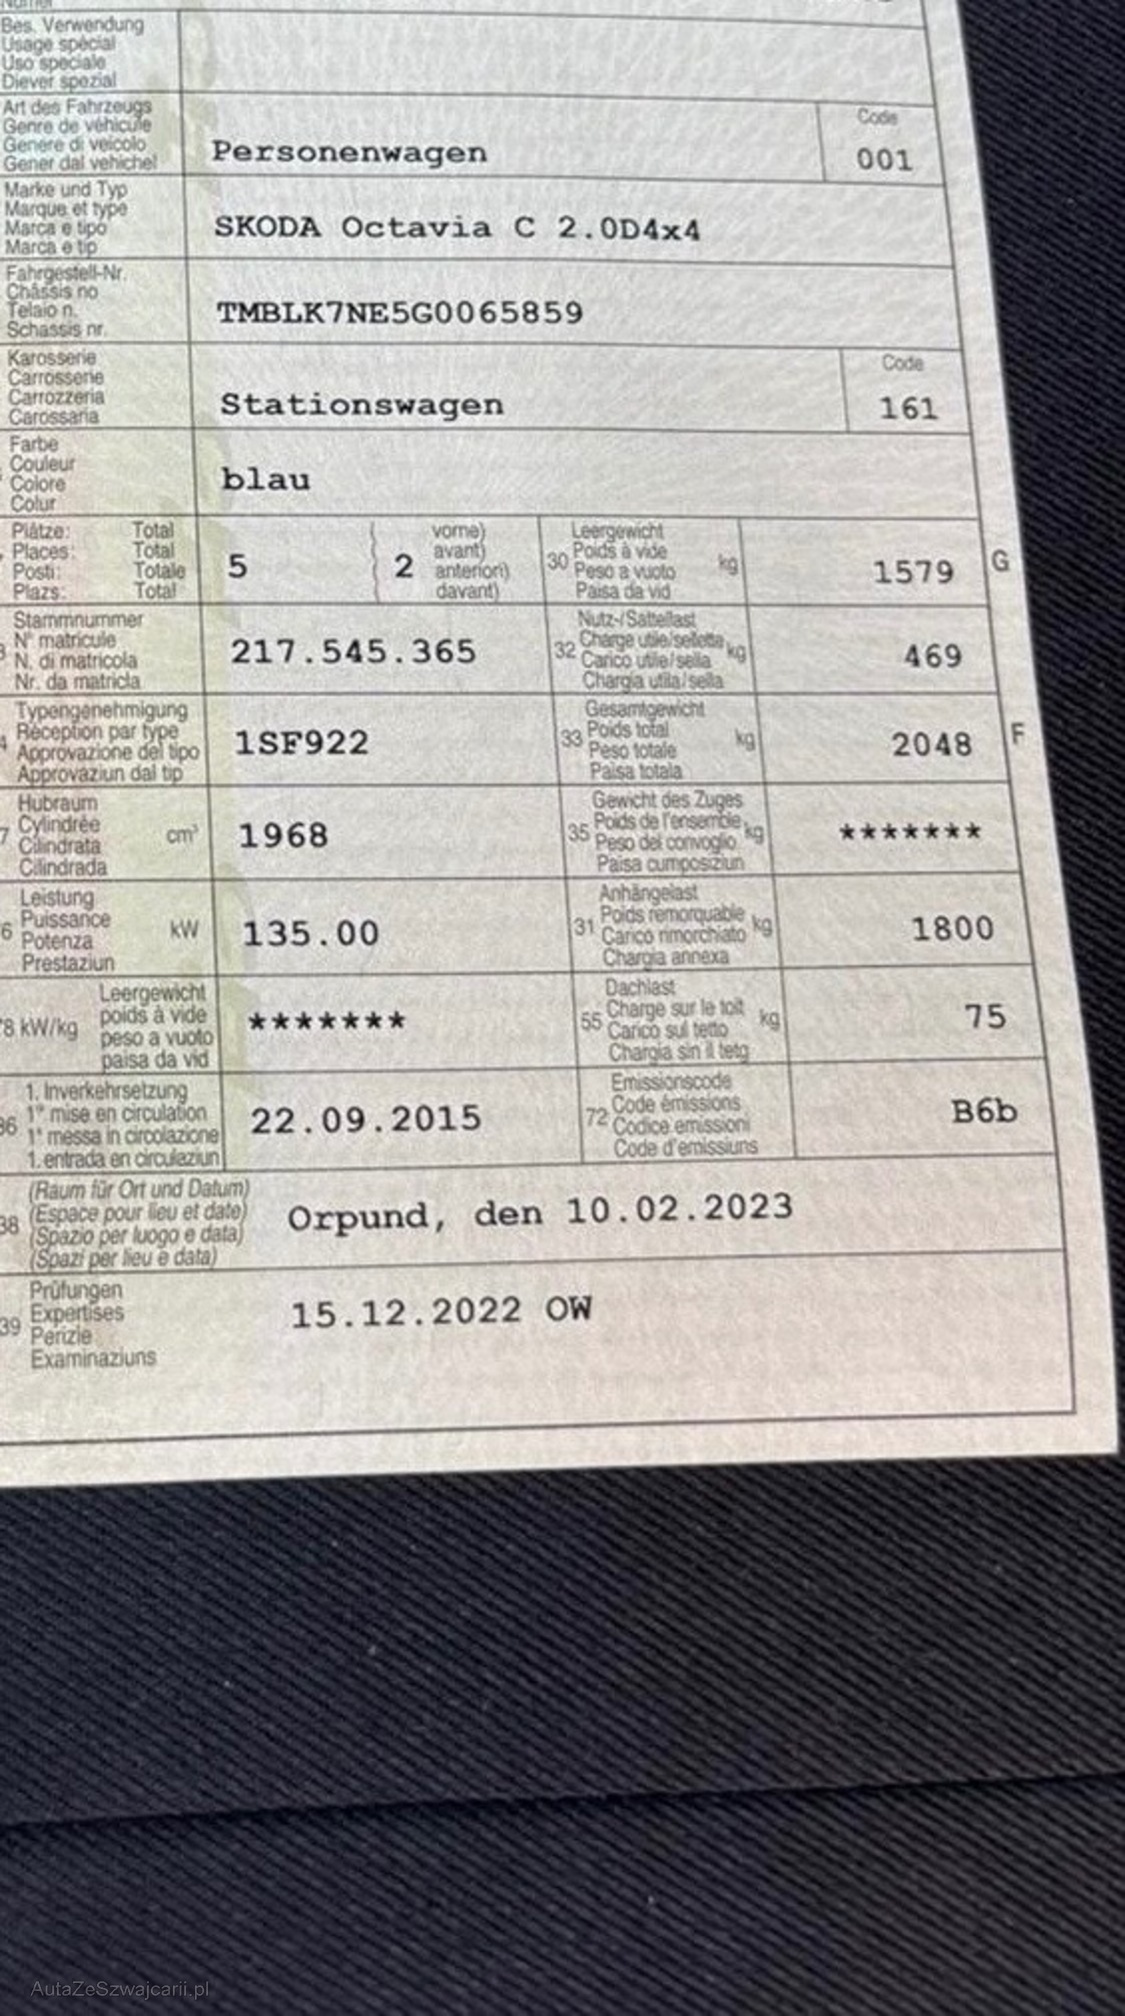 Bes. Verwendung
Usage spécial
Uso speciale
Diever spezial
Art des Fahrzeugs
Genre de véhicule
Genere di veicolo
Gener dal vehichel
Personenwagen
Code
001
Marke und Typ
Marque et type
Marca e tipo
Marca e tip
SKODA Octavia C 2.0D4x4
Fahrgestell-Nr.
Châssis no
Telaio n.
Schassis nr.
TMBLK7NE5G0065859
Karosserie
Carrosserie
Carrozzeria
Carossaria
Stationswagen
Code
161
Farbe
Couleur
Colore
Colur
blau
Plätze: Total
Places: Total
Posti: Totale
Plazs: Total
5
2
vorne)
avant)
anteriori)
davant)
30
Leergewicht
Poids à vide
Peso a vuoto
Paisa da vid
kg
1579
G
Stammnummer
N° matricule
N. di matricola
Nr. da matricla
217.545.365
32
Nutz-/Sattellast
Charge utile/sellette
Carico utile/sella
Chargia utila/sella
kg
469
Typengenehmigung
Réception par type
Approvazione del tipo
Approvaziun dal tip
1SF922
33
Gesamtgewicht
Poids total
Peso totale
Paisa totala
kg
2048
F
Hubraum
Cylindrée
Cilindrata
Cilindrada
cm³
1968
35
Gewicht des Zuges
Poids de l'ensemble
Peso del convoglio
Paisa cumposiziun
kg
*******
Leistung
Puissance
Potenza
Prestaziun
kW
135.00
31
Anhängelast
Poids remorquable
Carico rimorchiato
Chargia annexa
kg
1800
kW/kg
Leergewicht
poids à vide
peso a vuoto
paisa da vid
*******
55
Dachlast
Charge sur le toit
Carico sul tetto
Chargia sin il tetg
kg
75
1. Inverkehrsetzung
1re mise en circulation
1a messa in circolazione
1. entrada en circulaziun
22.09.2015
72
Emissionscode
Code émissions
Codice emissioni
Code d'emissiuns
B6b
38
(Raum für Ort und Datum)
(Espace pour lieu et date)
(Spazio per luogo e data)
(Spazi per lieu e data)
Orpund, den 10.02.2023
39
Prüfungen
Expertises
Perizie
Examinaziuns
15.12.2022 OW
AutaZeSzwajcarii.pl